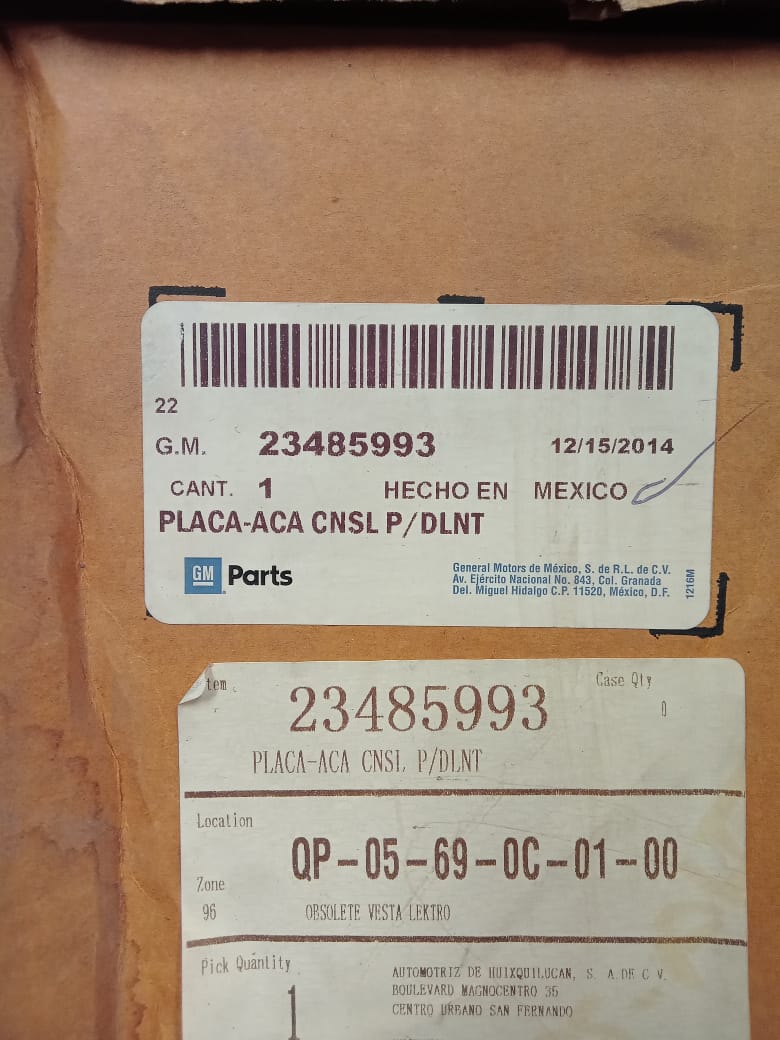 22
G.M. 23485993 12/15/2014
CANT. 1 HECHO EN MEXICO
PLACA-ACA CNSL P/DLNT
GM Parts
General Motors de México, S. de R.L. de C.V.
Av. Ejército Nacional No. 843, Col. Granada
Del. Miguel Hidalgo C.P. 11520, México, D.F.
1216M
tem. Case Qty
23485993 0
PLACA-ACA CNSL P/DLNT
Location
QP-05-69-0C-01-00
Zone
96 OBSOLETE VESTA LEKTRO
Pick Quantity
1
AUTOMOTRIZ DE HUIXQUILUCAN, S. A.DE C V.
BOULEVARD MAGNOCENTRO 35
CENTRO URBANO SAN FERNANDO